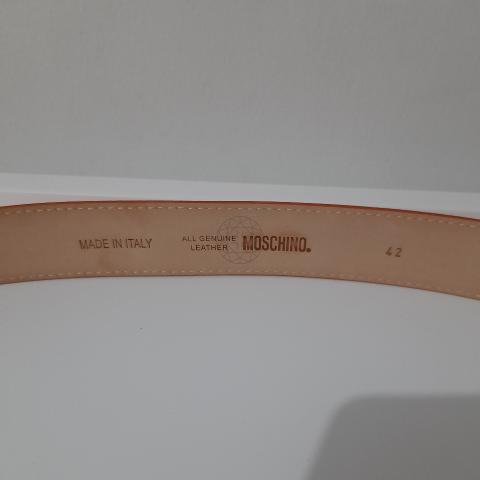 MADE IN ITALY
ALL GENUINE
LEATHER
MOSCHINO.
42